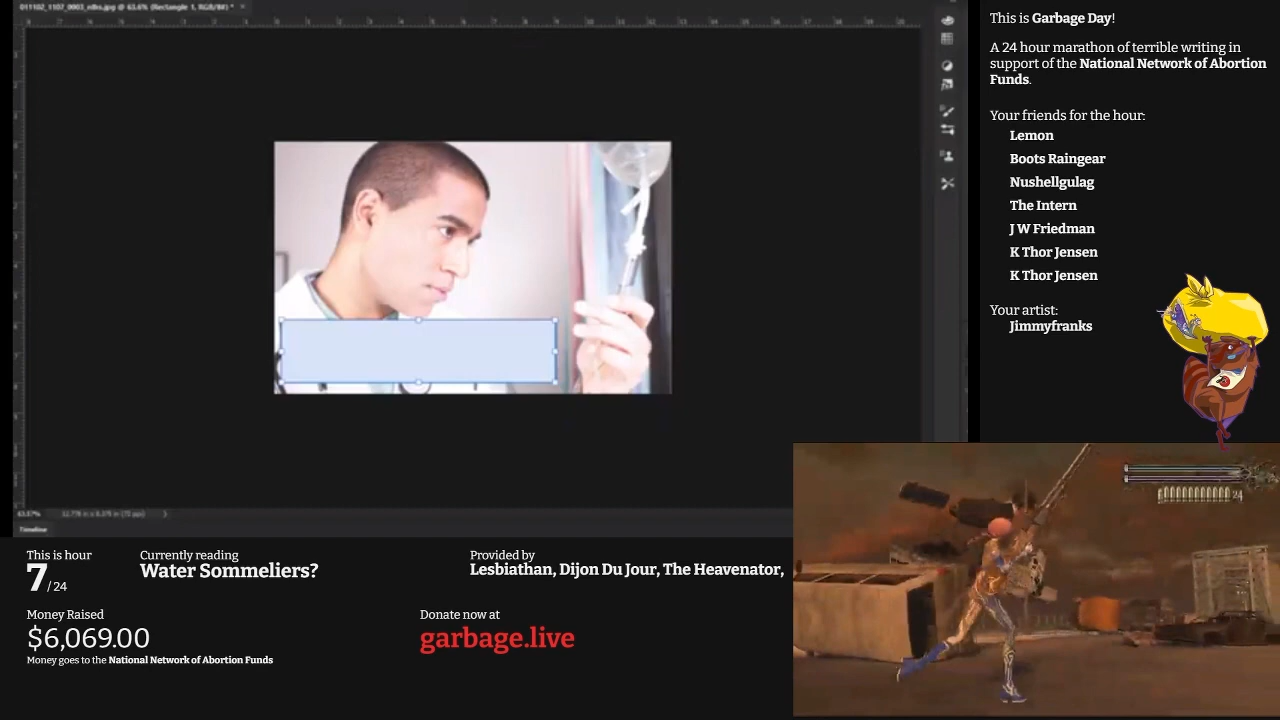 This is Garbage Day!
A 24 hour marathon of terrible writing in
support of the National Network of Abortion
Funds.
Your friends for the hour:
Lemon
Boots Raingear
Nushellgulag
The Intern
J W Friedman
K Thor Jensen
K Thor Jensen
Your artist:
Jimmyfranks
24
Timeline
This is hour
7/24
Currently reading
Water Sommeliers?
Provided by
Lesbiathan, Dijon Du Jour, The Heavenator,
Money Raised
$6,069.00
Money goes to the National Network of Abortion Funds
Donate now at
garbage.live